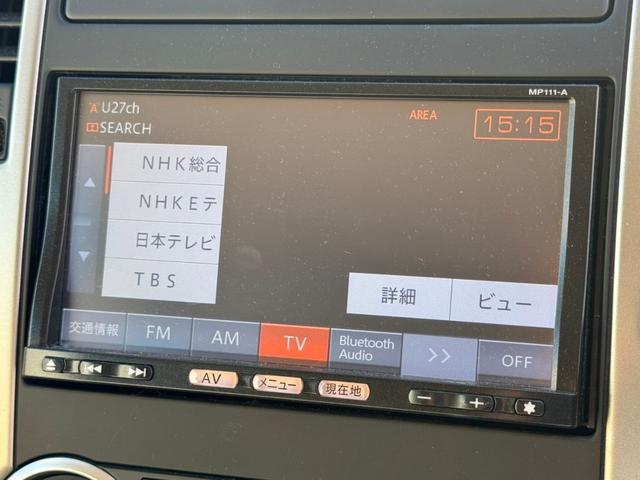 MP111-A
U27ch
SEARCH
AREA
15:15
NHK総合
NHKEテ
日本テレビ
TBS
詳細
ビュー
交通情報
FM
AM
TV
Bluetooth
Audio
>>
OFF
AV
メニュー
現在地